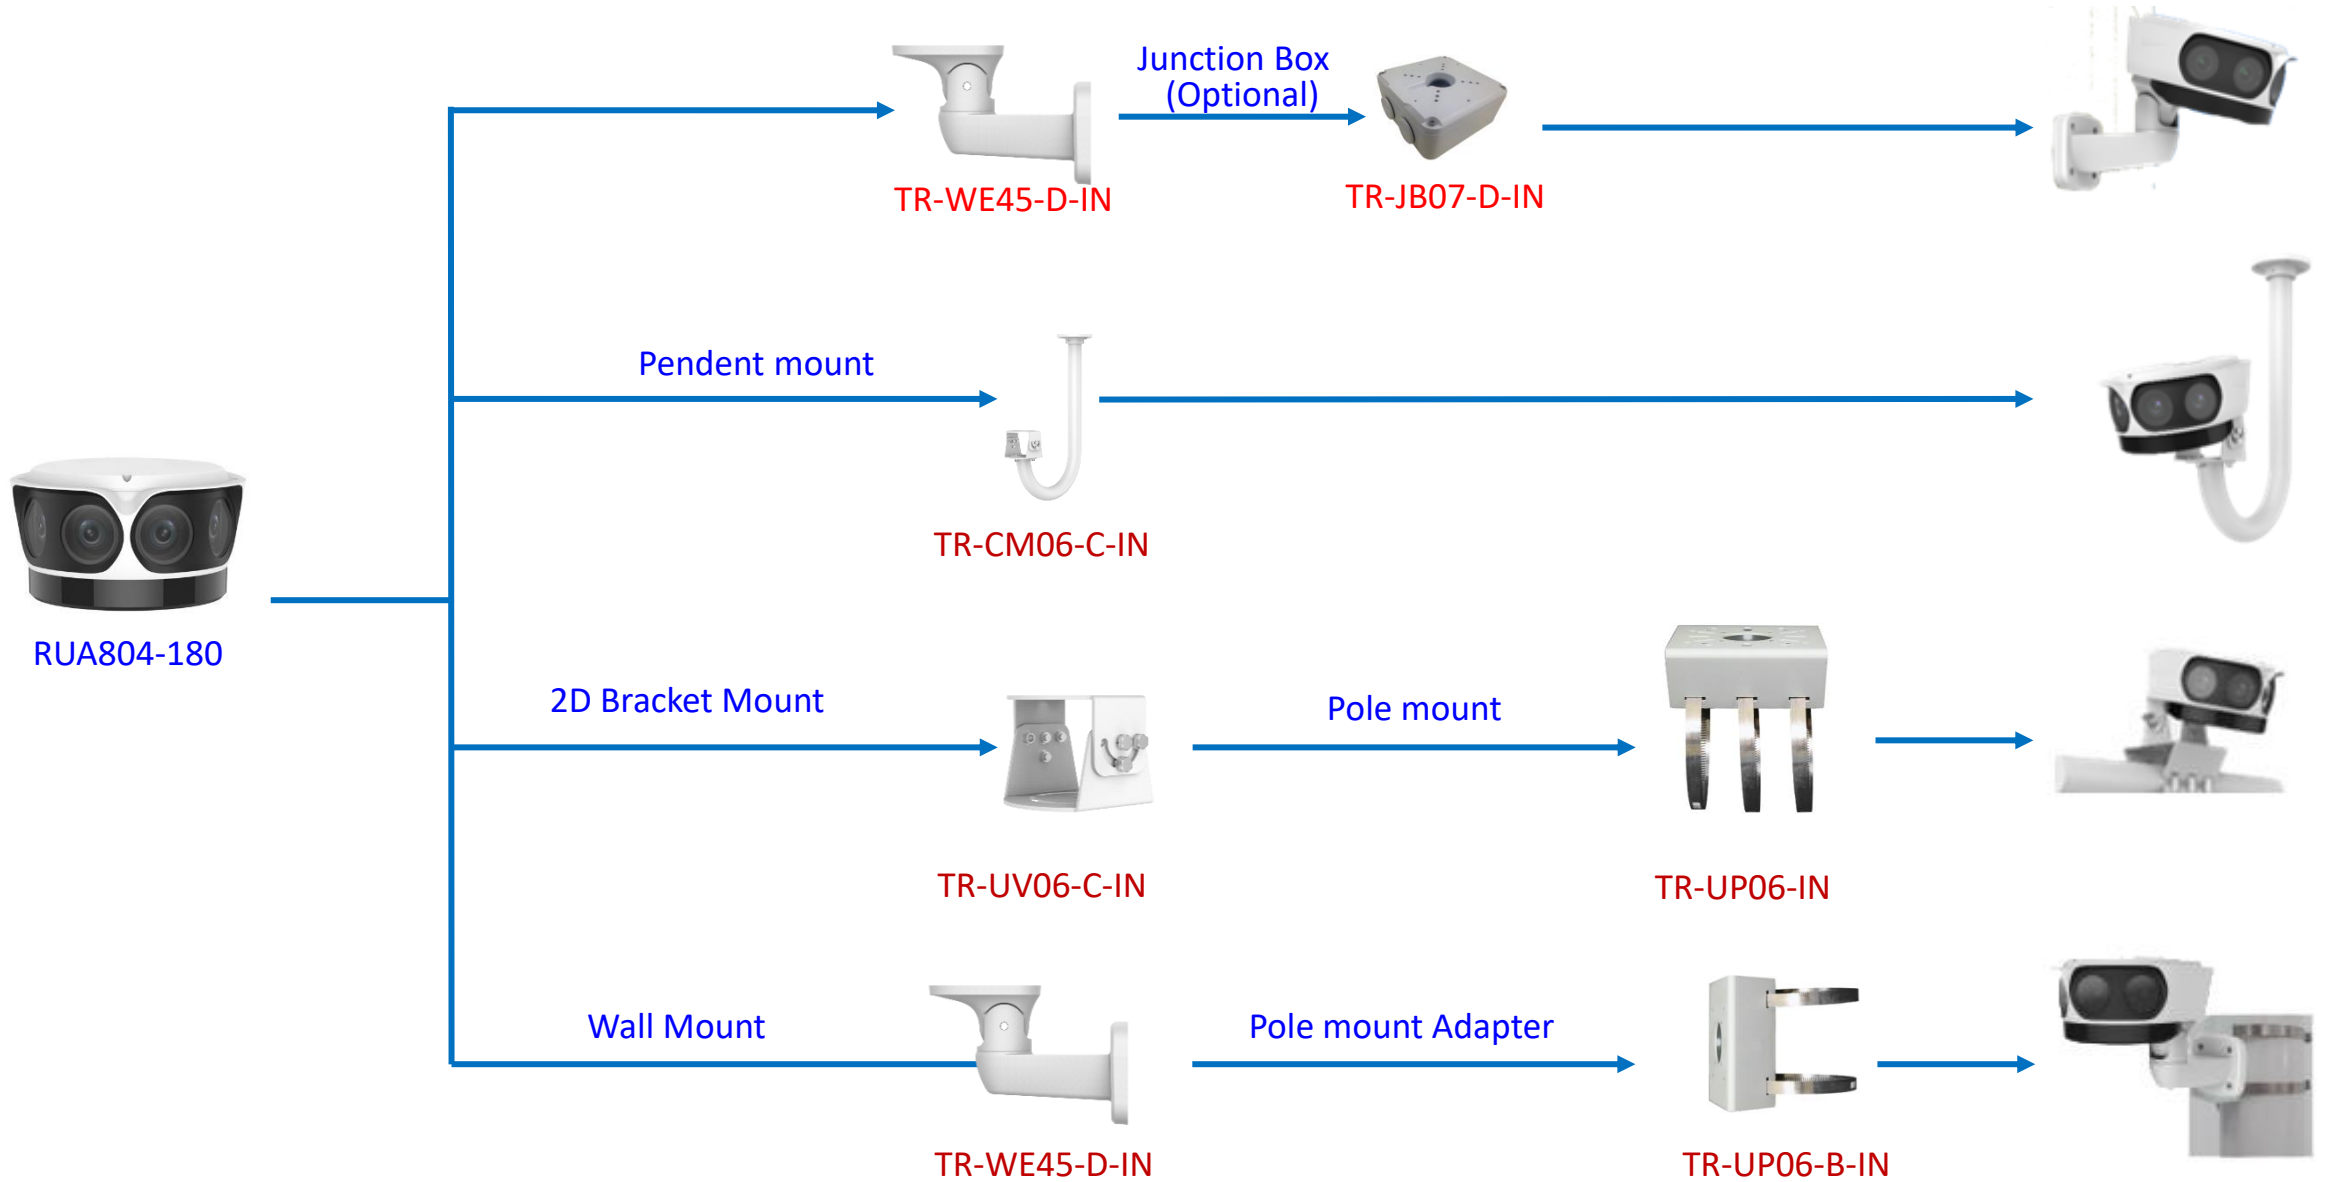 Junction Box
(Optional)
TR-WE45-D-IN
TR-JB07-D-IN
Pendent mount
TR-CM06-C-IN
RUA804-180
2D Bracket Mount
Pole mount
TR-UV06-C-IN
TR-UP06-IN
Wall Mount
Pole mount Adapter
TR-WE45-D-IN
TR-UP06-B-IN